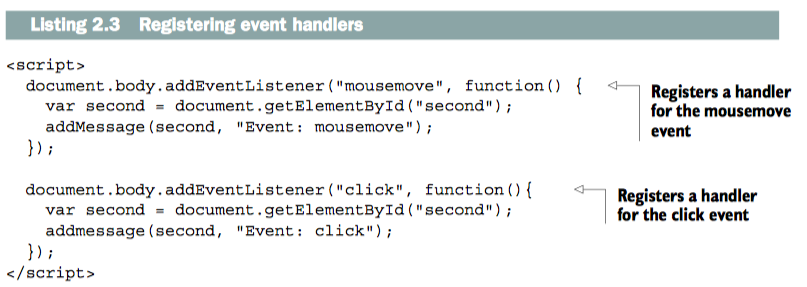 Listing 2.3 Registering event handlers
<script>
  document.body.addEventListener("mousemove", function() {
    var second = document.getElementById("second");
    addMessage(second, "Event: mousemove");
  });
Registers a handler
for the mousemove
event
  document.body.addEventListener("click", function(){
    var second = document.getElementById("second");
    addmessage(second, "Event: click");
  });
Registers a handler
for the click event
</script>